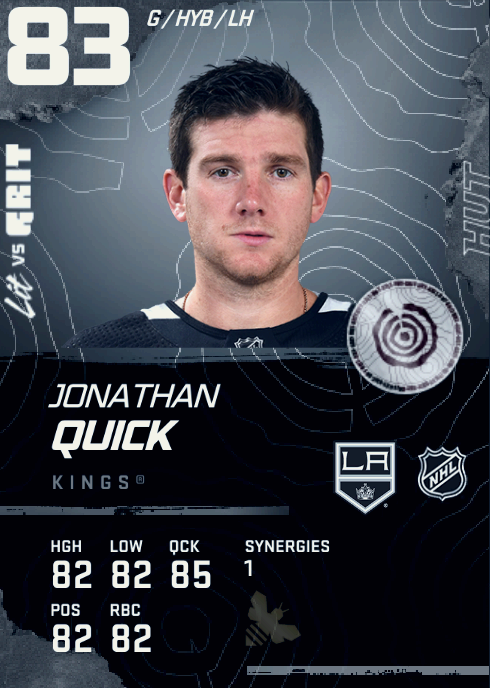 83
G/HYB/LH
Lit vs GRIT
HUT
JONATHAN
QUICK
KINGS®
LA
NHL
HGH LOW QCK SYNERGIES
82 82 85 1
POS RBC
82 82